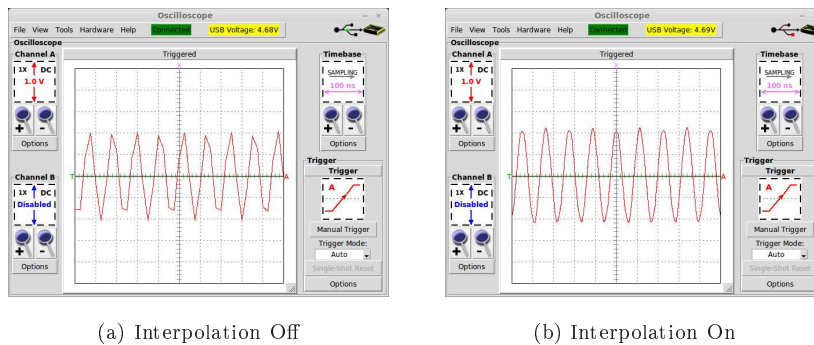 Oscilloscope
File View Tools Hardware Help Connected USB Voltage: 4.68V
Oscilloscope
Channel A
1X DC
1.0 V
+ -
Options
Channel B
1X DC
Disabled
+ -
Options
Triggered
X
T A
Timebase
SAMPLING
100 ns
+ -
Options
Trigger
Trigger
A
Manual Trigger
Trigger Mode:
Auto
Single-Shot Reset
Options
(a) Interpolation Off
Oscilloscope
File View Tools Hardware Help Connected USB Voltage: 4.69V
Oscilloscope
Channel A
1X DC
1.0 V
+ -
Options
Channel B
1X DC
Disabled
+ -
Options
Triggered
X
T A
Timebase
SAMPLING
100 ns
+ -
Options
Trigger
Trigger
A
Manual Trigger
Trigger Mode:
Auto
Single-Shot Reset
Options
(b) Interpolation On